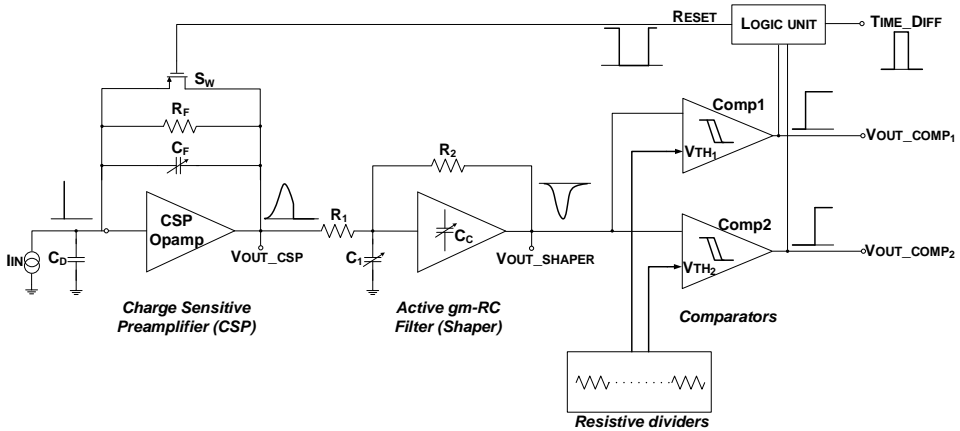 RESET
LOGIC UNIT
TIME_DIFF
SW
RF
CF
Comp1
VTH1
VOUT_COMP1
R2
CSP
Opamp
R1
CC
C1
IIN
CD
VOUT_CSP
VOUT_SHAPER
Comp2
VTH2
VOUT_COMP2
Charge Sensitive
Preamplifier (CSP)
Active gm-RC
Filter (Shaper)
Comparators
Resistive dividers